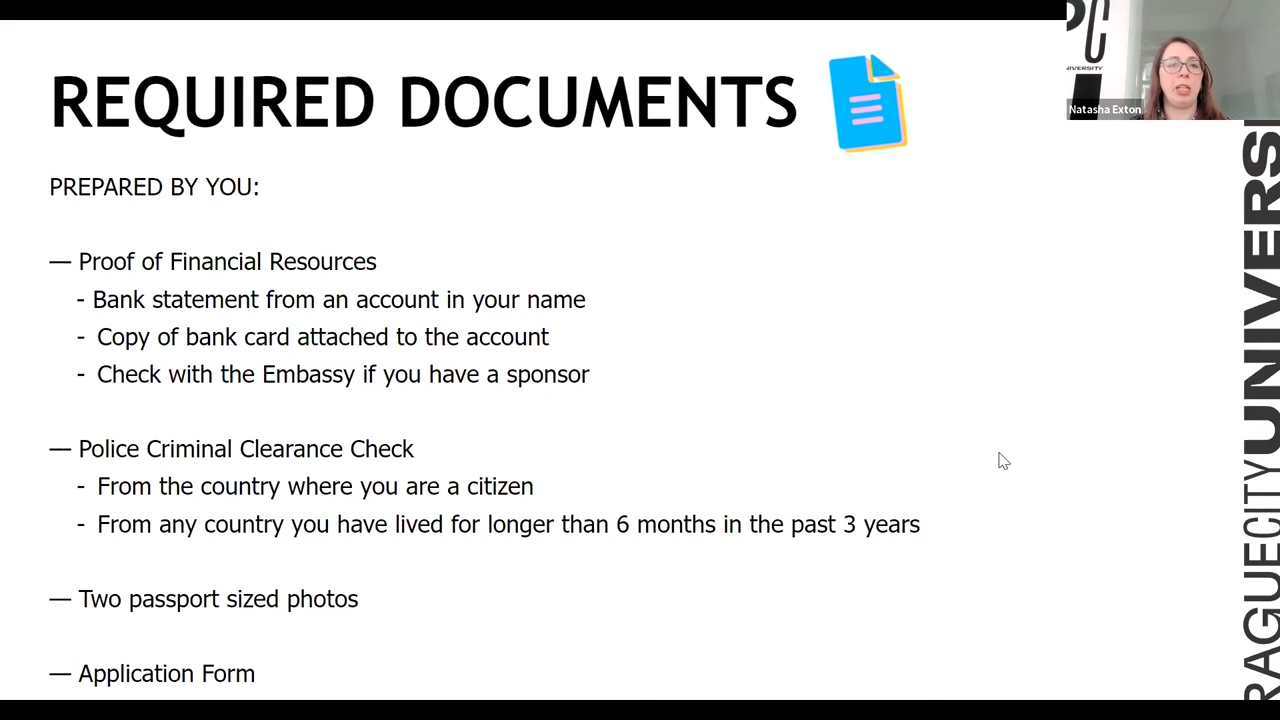 REQUIRED DOCUMENTS
PREPARED BY YOU:
— Proof of Financial Resources
- Bank statement from an account in your name
- Copy of bank card attached to the account
- Check with the Embassy if you have a sponsor
— Police Criminal Clearance Check
- From the country where you are a citizen
- From any country you have lived for longer than 6 months in the past 3 years
— Two passport sized photos
— Application Form
Natasha Exton